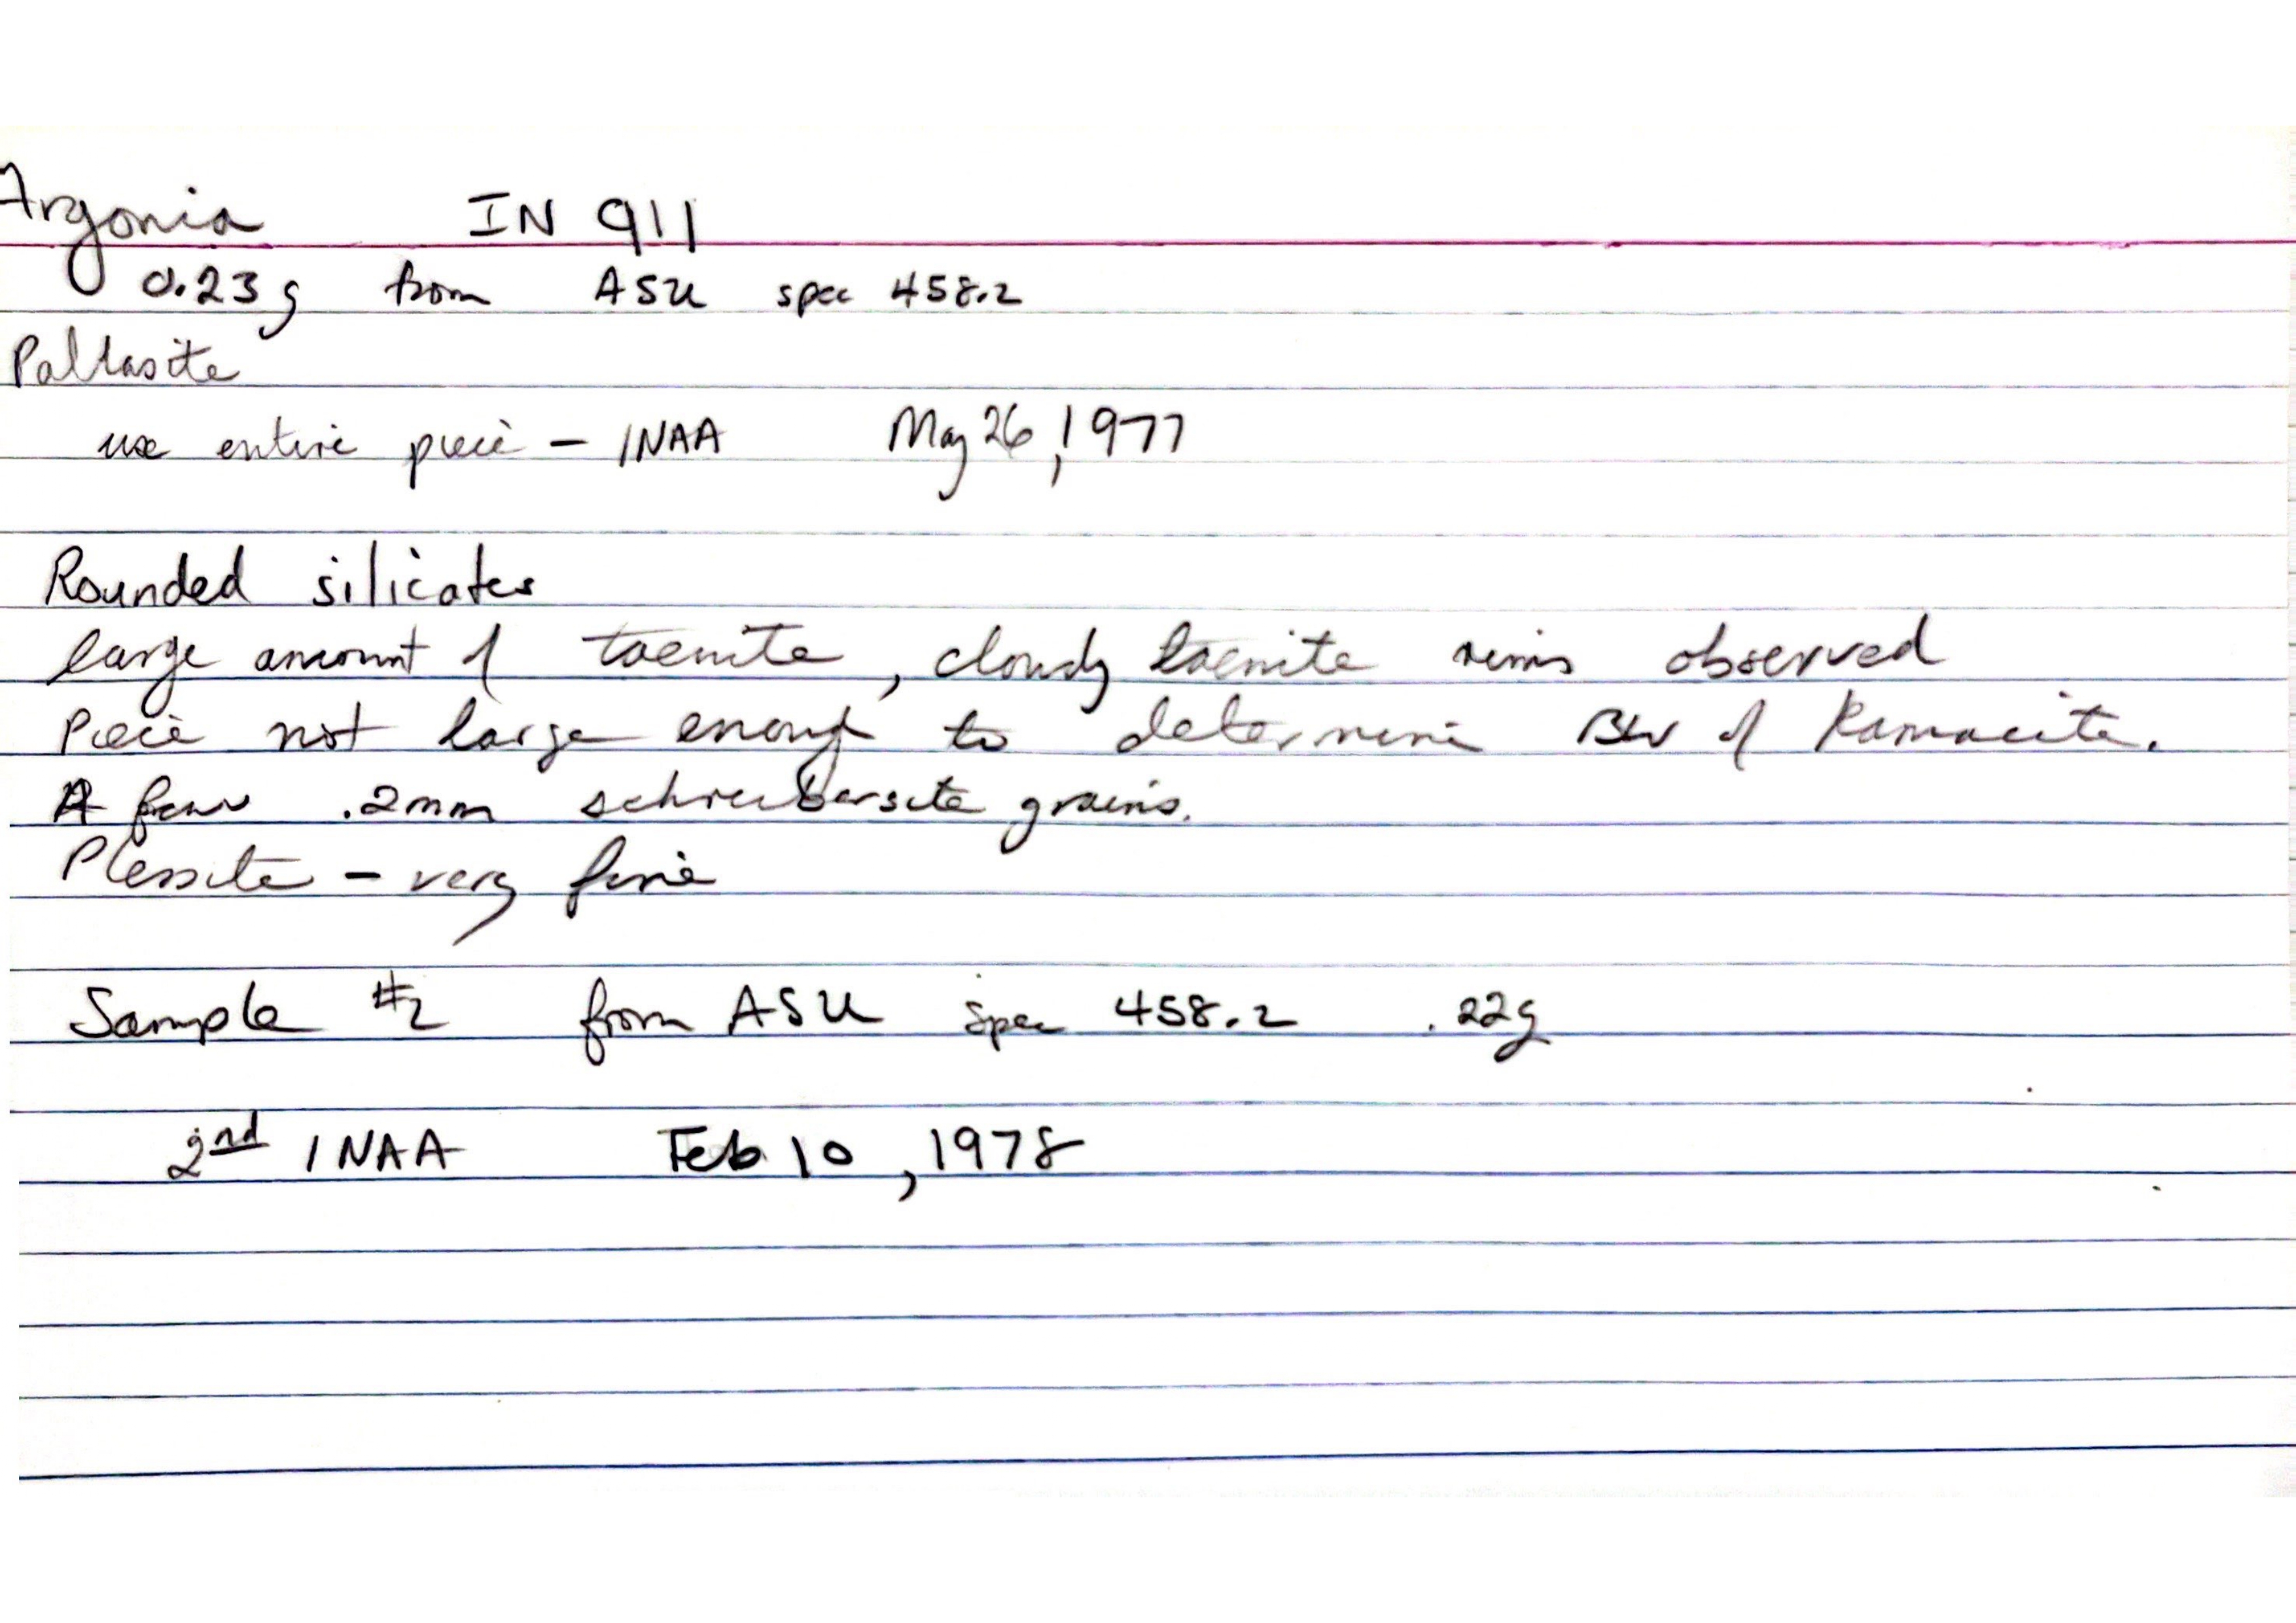 Argonia IN 911
0.23g from ASU spec 458.2
Pallasite
use entire piece – INAA May 26, 1977
Rounded silicates
large amount of taenite, cloudy taenite rims observed
Piece not large enough to determine BW of Kamacite.
A few .2mm schreibersite grains.
Plessite – very fine
Sample #2 from ASU spec 458.2 .22g
2nd INAA Feb 10, 1978